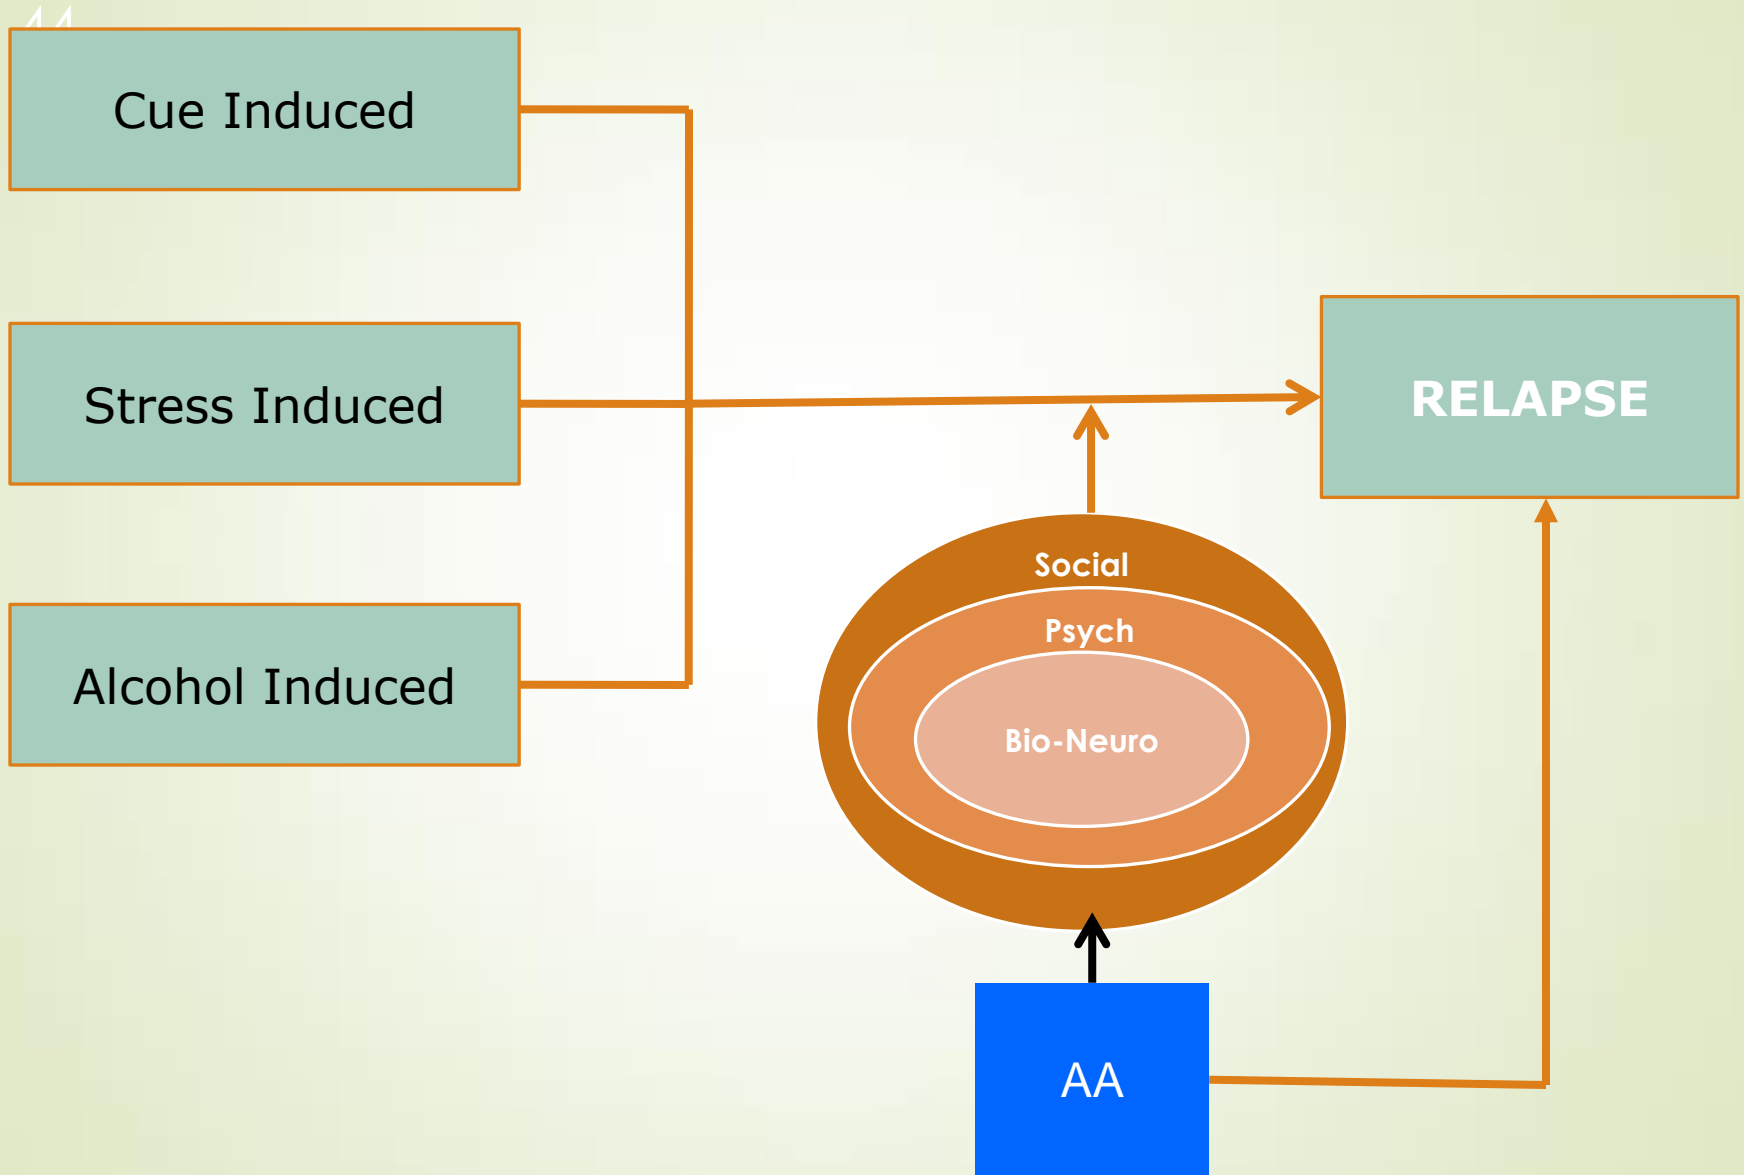 Cue Induced
Stress Induced
RELAPSE
Social
Psych
Alcohol Induced
Bio-Neuro
AA